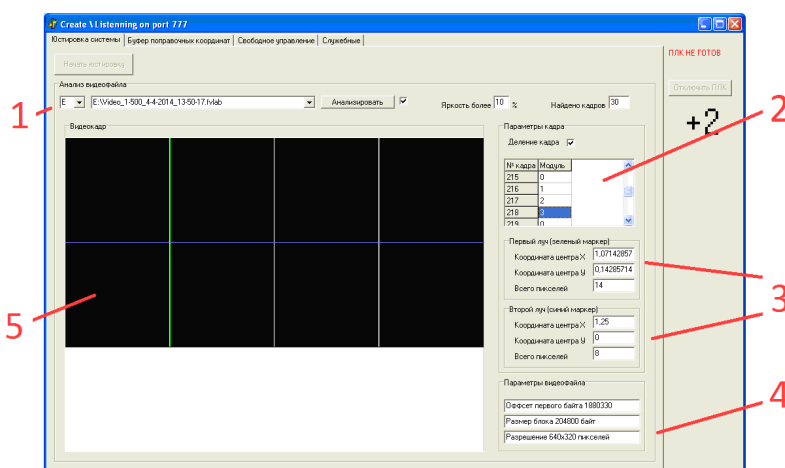 Create \ Listenning on port 777
Юстировка системы Буфер поправочных координат Свободное управление Служебные
ПЛК НЕ ГОТОВ
Начать юстировку
Отключить ПЛК
Анализ видеофайла
1 E E:\Video_1-500_4-4-2014_13-50-17.fvlab Анализировать Яркость более 10 % Найдено кадров 30
+2
Видеокадр
Параметры кадра
2
Деление кадра
№ кадра Модуль
215 0
216 1
217 2
218 3
219 0
Первый луч (зеленый маркер)
Координата центра X 1,07142857
Координата центра У 0,14285714
Всего пикселей 14
3
Второй луч (синий маркер)
Координата центра X 1,25
Координата центра У 0
Всего пикселей 8
5
Параметры видеофайла
4
Оффсет первого байта 1880330
Размер блока 204800 байт
Разрешение 640x320 пикселей